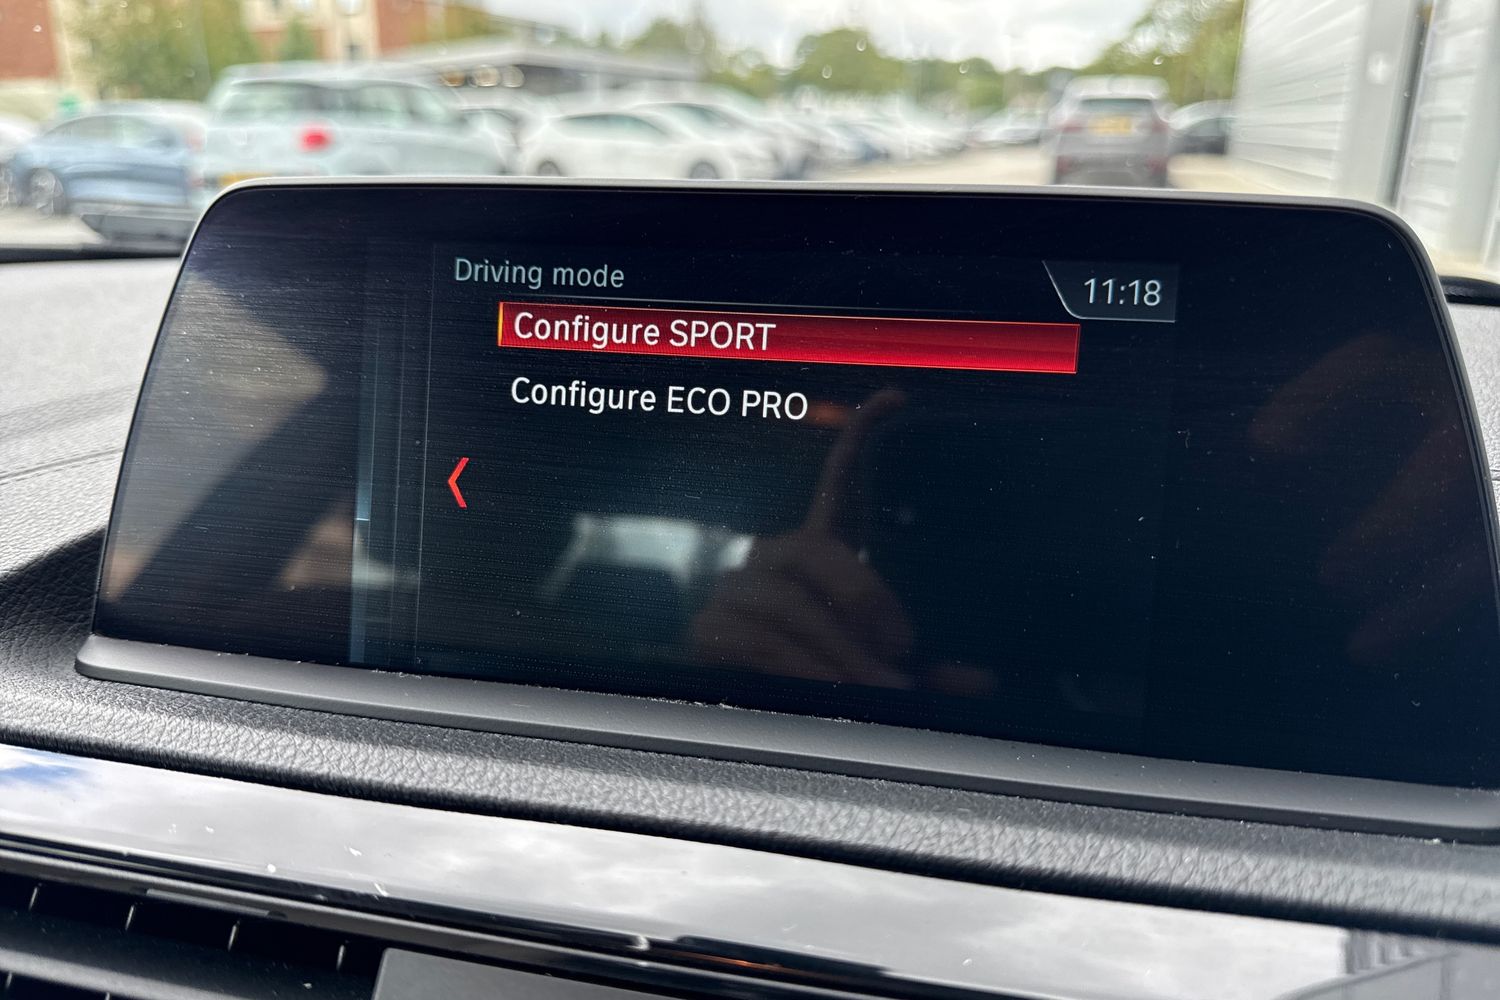 Driving mode
11:18
Configure SPORT
Configure ECO PRO